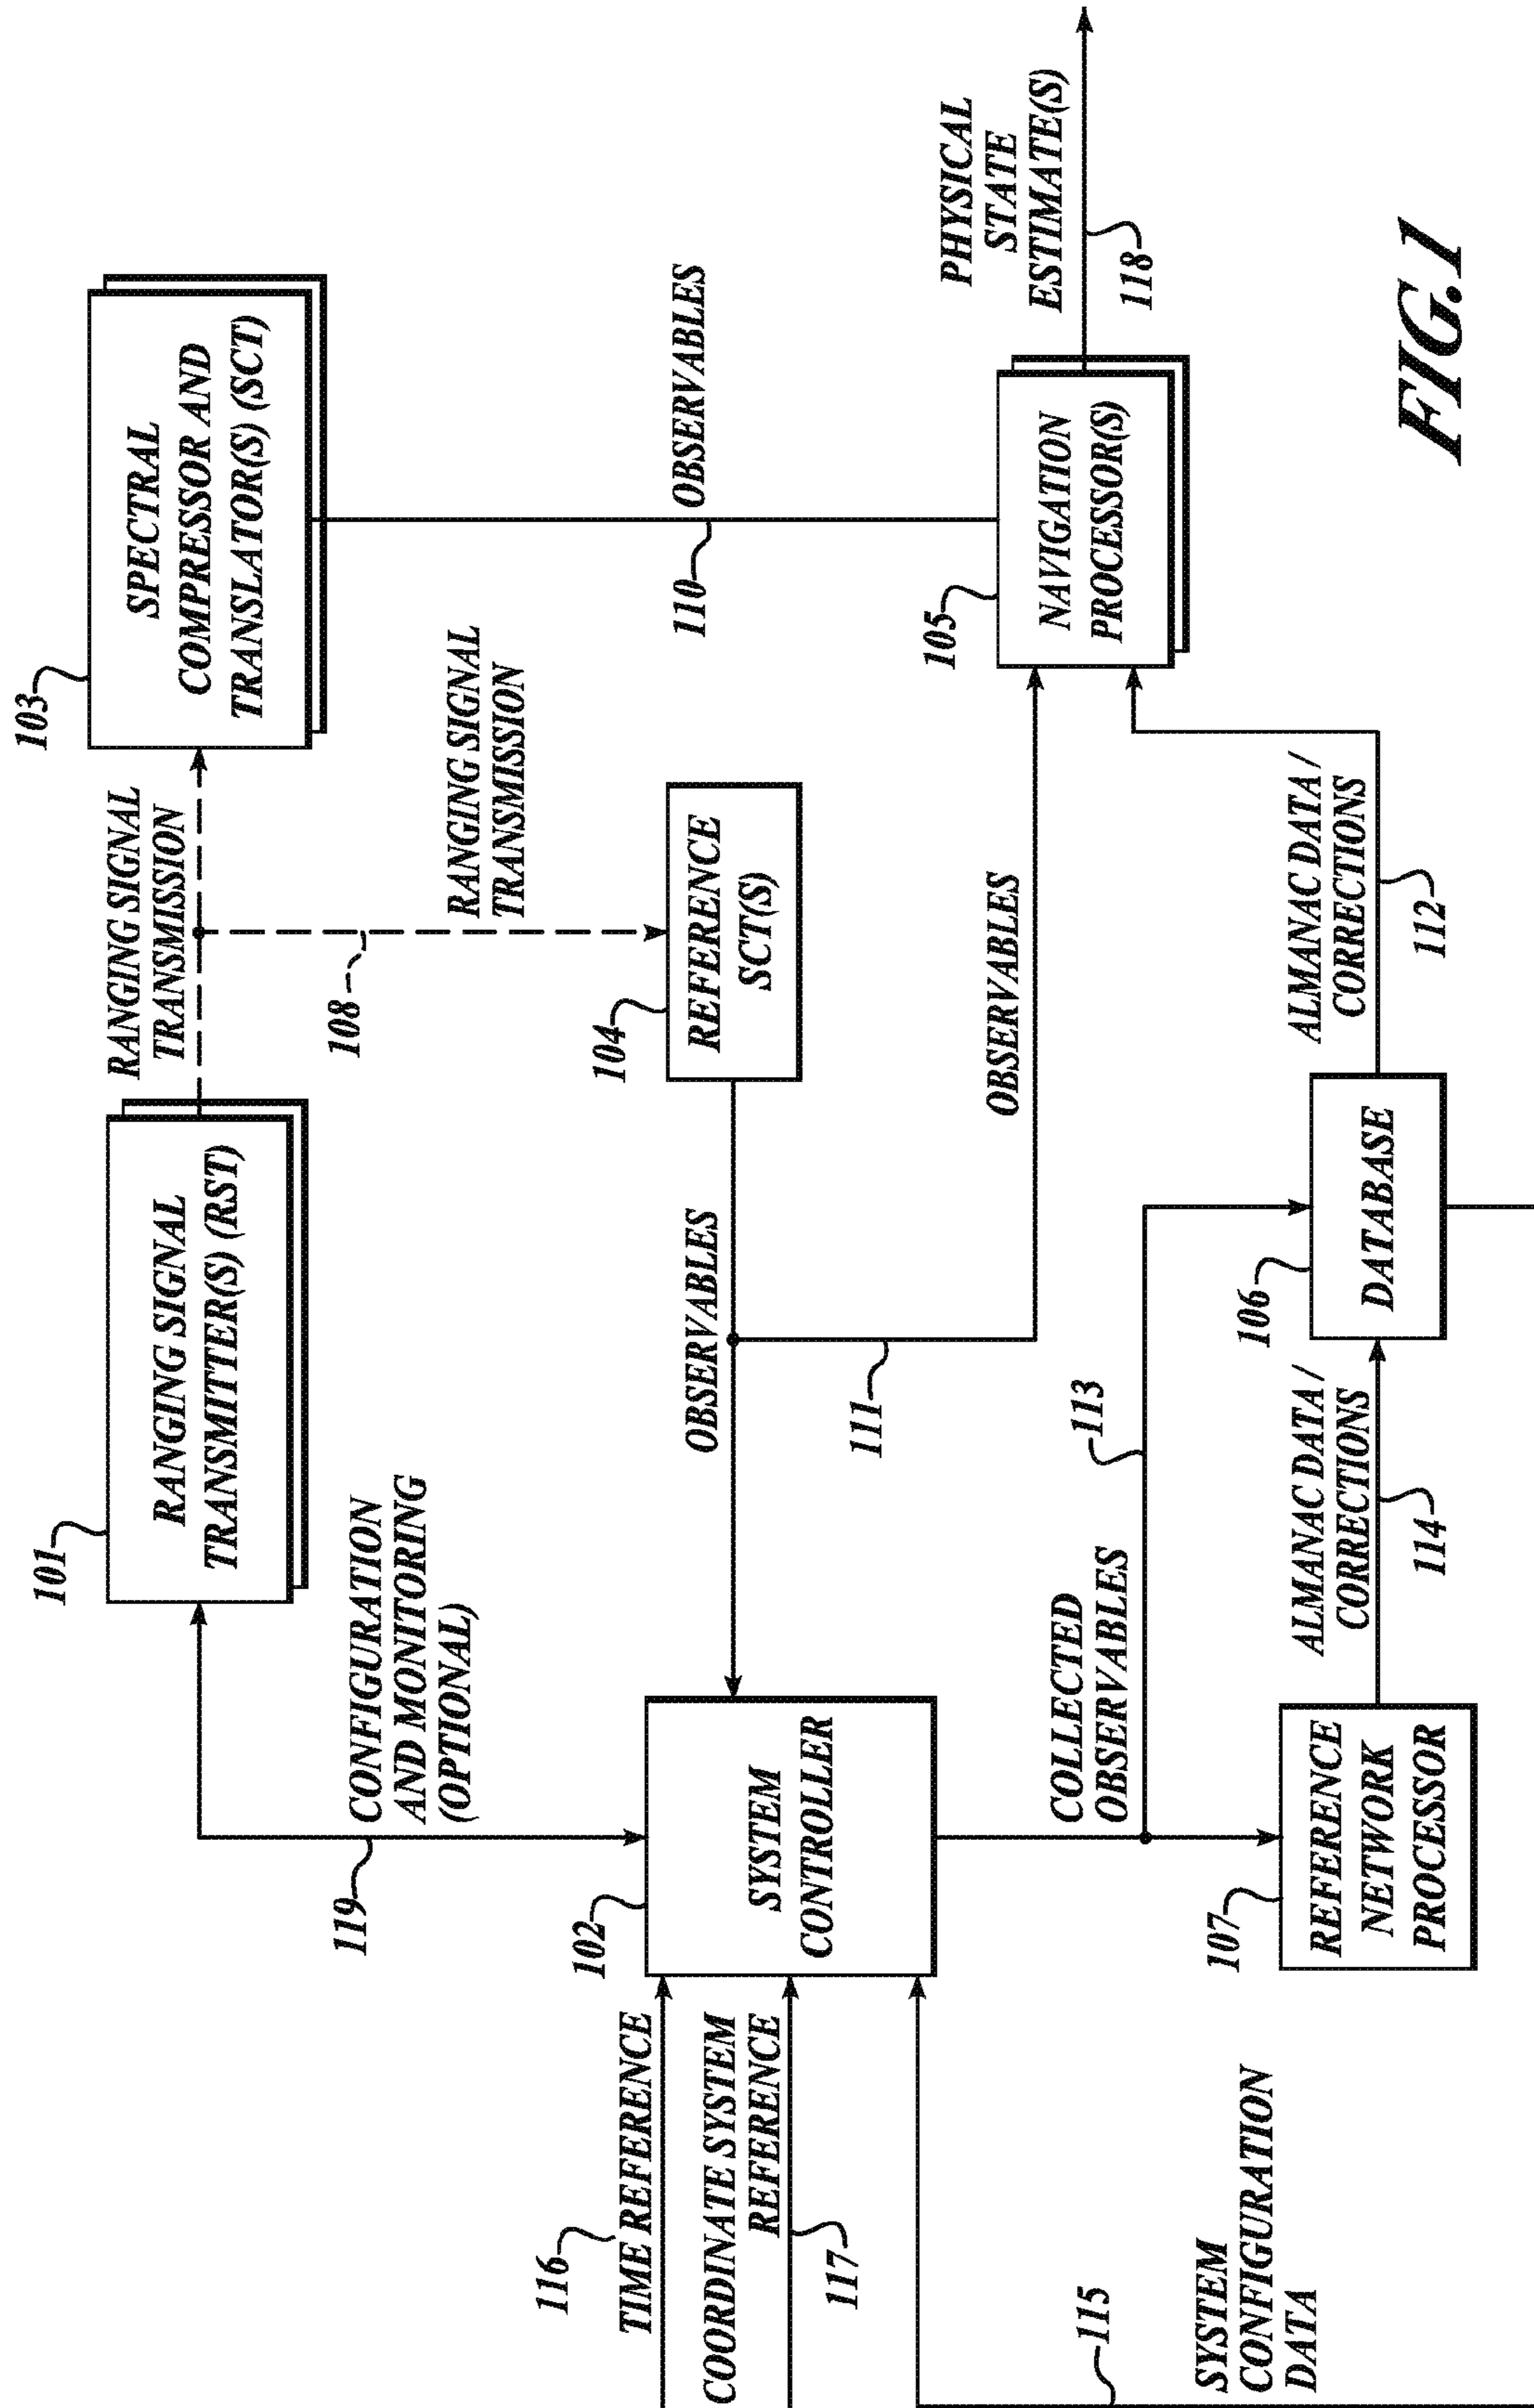 103
SPECTRAL
COMPRESSOR AND
TRANSLATOR(S) (SCT)
101
RANGING SIGNAL
TRANSMITTER(S) (RST)
RANGING SIGNAL
TRANSMISSION
RANGING SIGNAL
TRANSMISSION
108
119
CONFIGURATION
AND MONITORING
(OPTIONAL)
104
REFERENCE
SCT(S)
OBSERVABLES
110
OBSERVABLES
111
OBSERVABLES
116
TIME REFERENCE
COORDINATE SYSTEM
REFERENCE
117
102
SYSTEM
CONTROLLER
105
NAVIGATION
PROCESSOR(S)
PHYSICAL
STATE
ESTIMATE(S)
118
COLLECTED
OBSERVABLES
113
115
SYSTEM
CONFIGURATION
DATA
107
REFERENCE
NETWORK
PROCESSOR
ALMANAC DATA /
CORRECTIONS
114
106
DATABASE
ALMANAC DATA /
CORRECTIONS
112
FIG.1